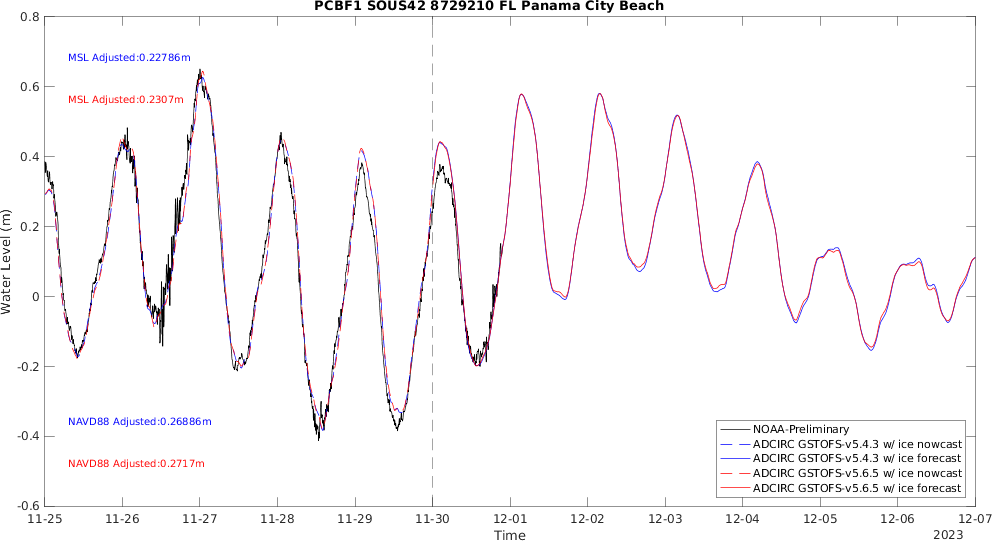 PCBF1 SOUS42 8729210 FL Panama City Beach
0.8
0.6
0.4
0.2
0
-0.2
-0.4
-0.6
Water Level (m)
MSL Adjusted:0.22786m
MSL Adjusted:0.2307m
NAVD88 Adjusted:0.26886m
NAVD88 Adjusted:0.2717m
NOAA-Preliminary
ADCIRC GSTOFS-v5.4.3 w/ ice nowcast
ADCIRC GSTOFS-v5.4.3 w/ ice forecast
ADCIRC GSTOFS-v5.6.5 w/ ice nowcast
ADCIRC GSTOFS-v5.6.5 w/ ice forecast
11-25 11-26 11-27 11-28 11-29 11-30 12-01 12-02 12-03 12-04 12-05 12-06 12-07
Time
2023